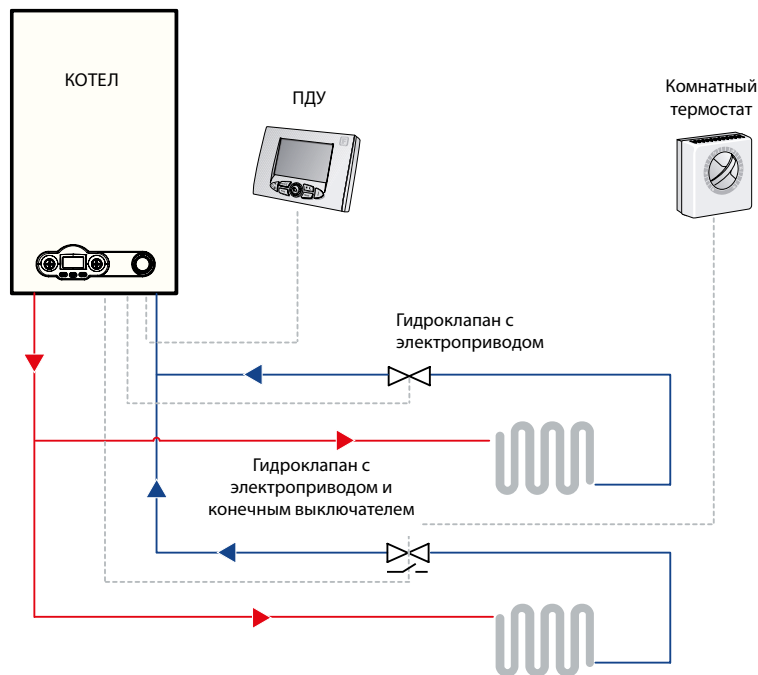 КОТЕЛ
ПДУ
Комнатный
термостат
Гидроклапан с
электроприводом
Гидроклапан с
электроприводом и
конечным выключателем